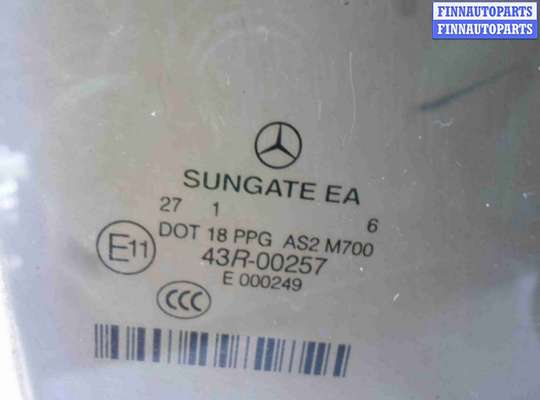 FINNAUTOPARTS
FINNAUTOPARTS
SUNGATE EA
27 1 6
DOT 18 PPG AS2 M700
E11 43R-00257
E 000249
CCC